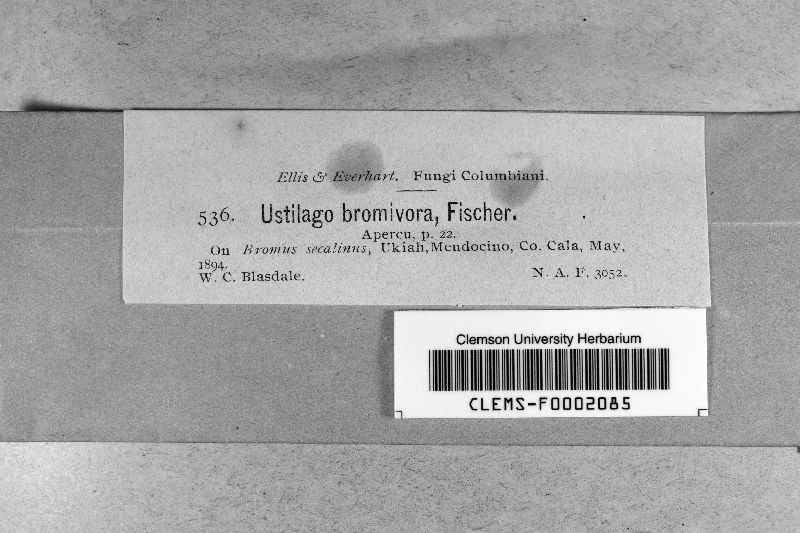 Ellis & Everhart. Fungi Columbiani.
536. Ustilago bromivora, Fischer.
Apercu, p. 22.
On Bromus secalinus, Ukiah, Mendocino, Co. Cala, May,
1894.
W. C. Blasdale. N. A. F. 3052.
Clemson University Herbarium
CLEMS-F0002085